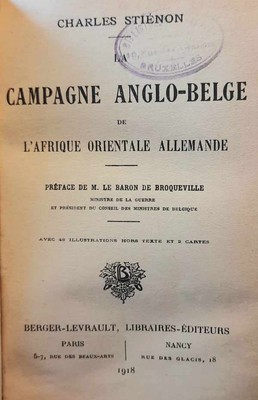 CHARLES STIÉNON
LA
CAMPAGNE ANGLO-BELGE
DE
L'AFRIQUE ORIENTALE ALLEMANDE
PRÉFACE DE M. LE BARON DE BROQUEVILLE
MINISTRE DE LA GUERRE
ET PRÉSIDENT DU CONSEIL DES MINISTRES DE BELGIQUE
AVEC 48 ILLUSTRATIONS HORS TEXTE ET 2 CARTES
BERGER-LEVRAULT, LIBRAIRES-ÉDITEURS
PARIS
5-7, RUE DES BEAUX-ARTS
NANCY
RUE DES GLACIS, 18
1918
BRUXELLES